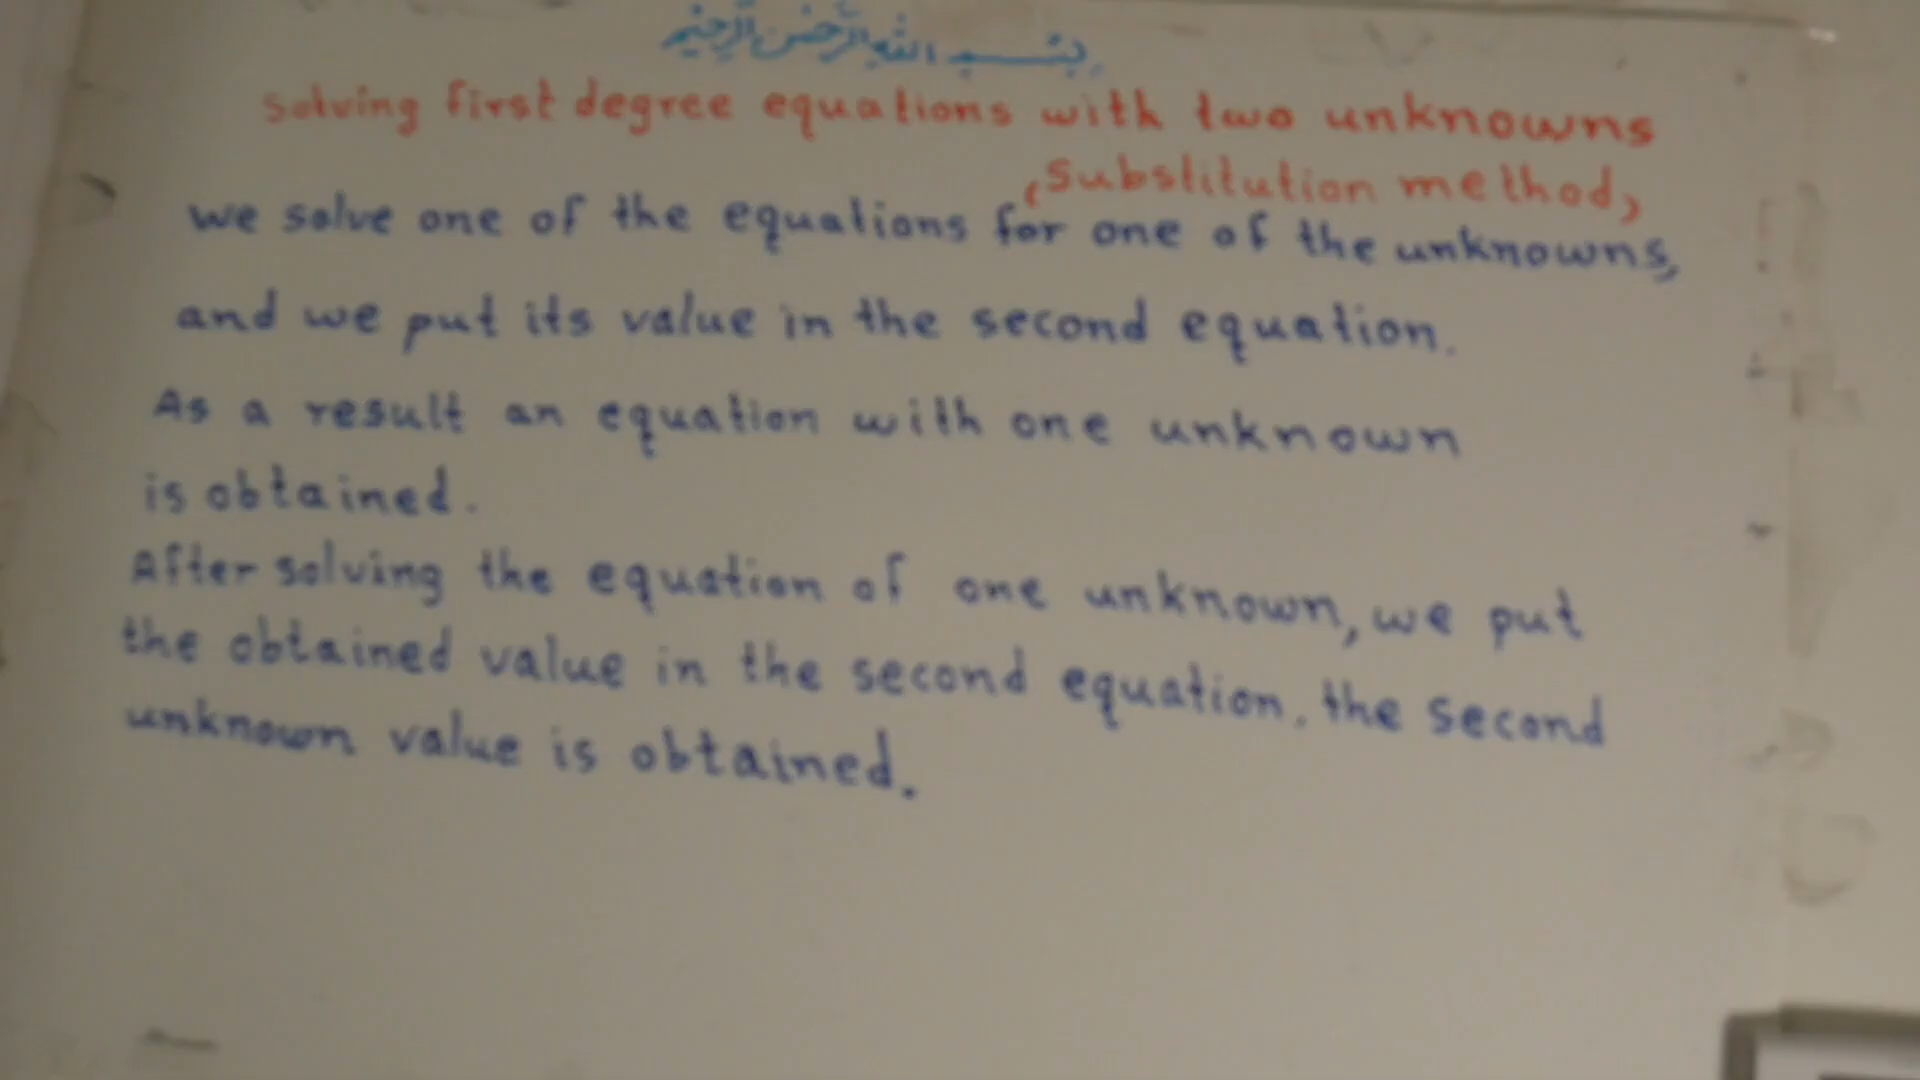 بسم الله الرحمن الرحیم
solving first degree equations with two unknowns
(substitution method)
we solve one of the equations for one of the unknowns,
and we put its value in the second equation.
As a result an equation with one unknown
is obtained.
After solving the equation of one unknown, we put
the obtained value in the second equation. the second
unknown value is obtained.